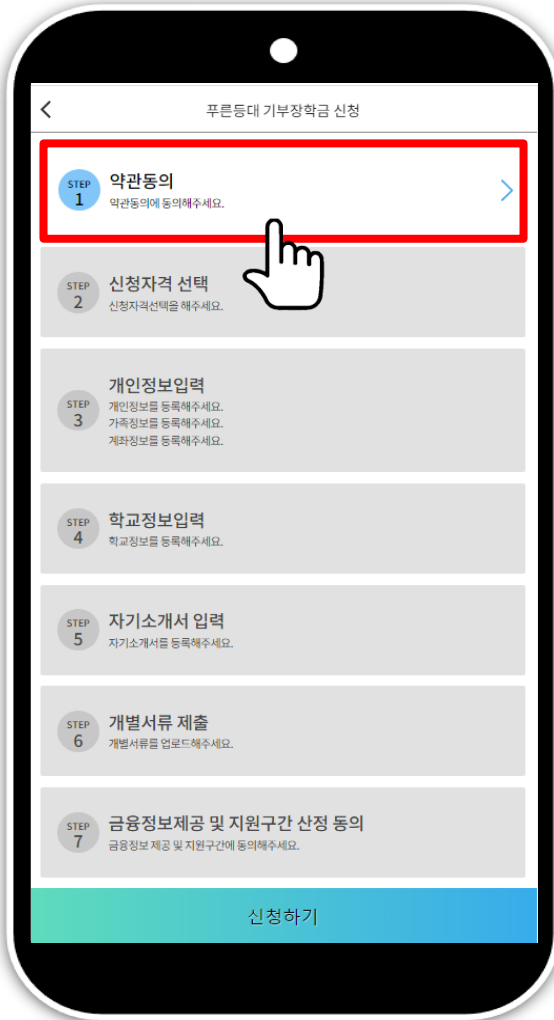 푸른등대 기부장학금 신청
STEP
1
약관동의
약관동의에 동의해주세요.
STEP
2
신청자격 선택
신청자격선택을 해주세요.
STEP
3
개인정보입력
개인정보를 등록해주세요.
가족정보를 등록해주세요.
계좌정보를 등록해주세요.
STEP
4
학교정보입력
학교정보를 등록해주세요.
STEP
5
자기소개서 입력
자기소개서를 등록해주세요.
STEP
6
개별서류 제출
개별서류를 업로드해주세요.
STEP
7
금융정보제공 및 지원구간 산정 동의
금융정보 제공 및 지원구간에 동의해주세요.
신청하기